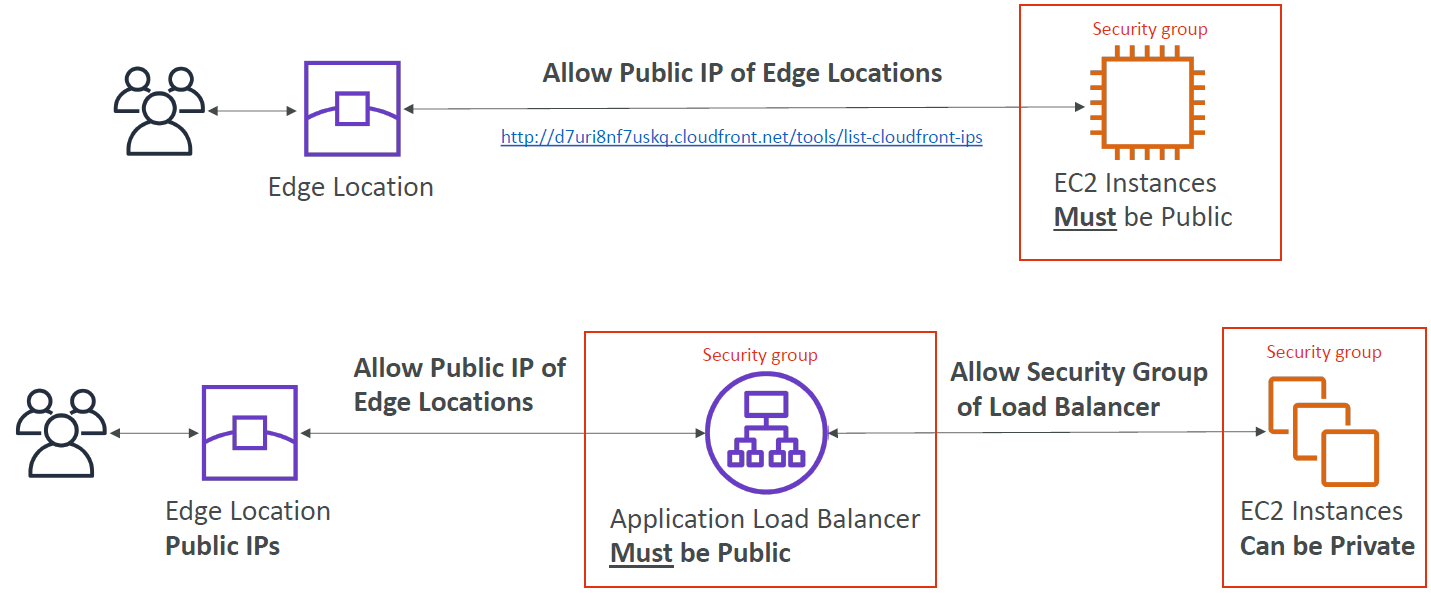 Security group
Allow Public IP of Edge Locations
http://d7uri8nf7uskq.cloudfront.net/tools/list-cloudfront-ips
Edge Location
EC2 Instances
Must be Public
Allow Public IP of
Edge Locations
Security group
Allow Security Group
of Load Balancer
Security group
Edge Location
Public IPs
Application Load Balancer
Must be Public
EC2 Instances
Can be Private